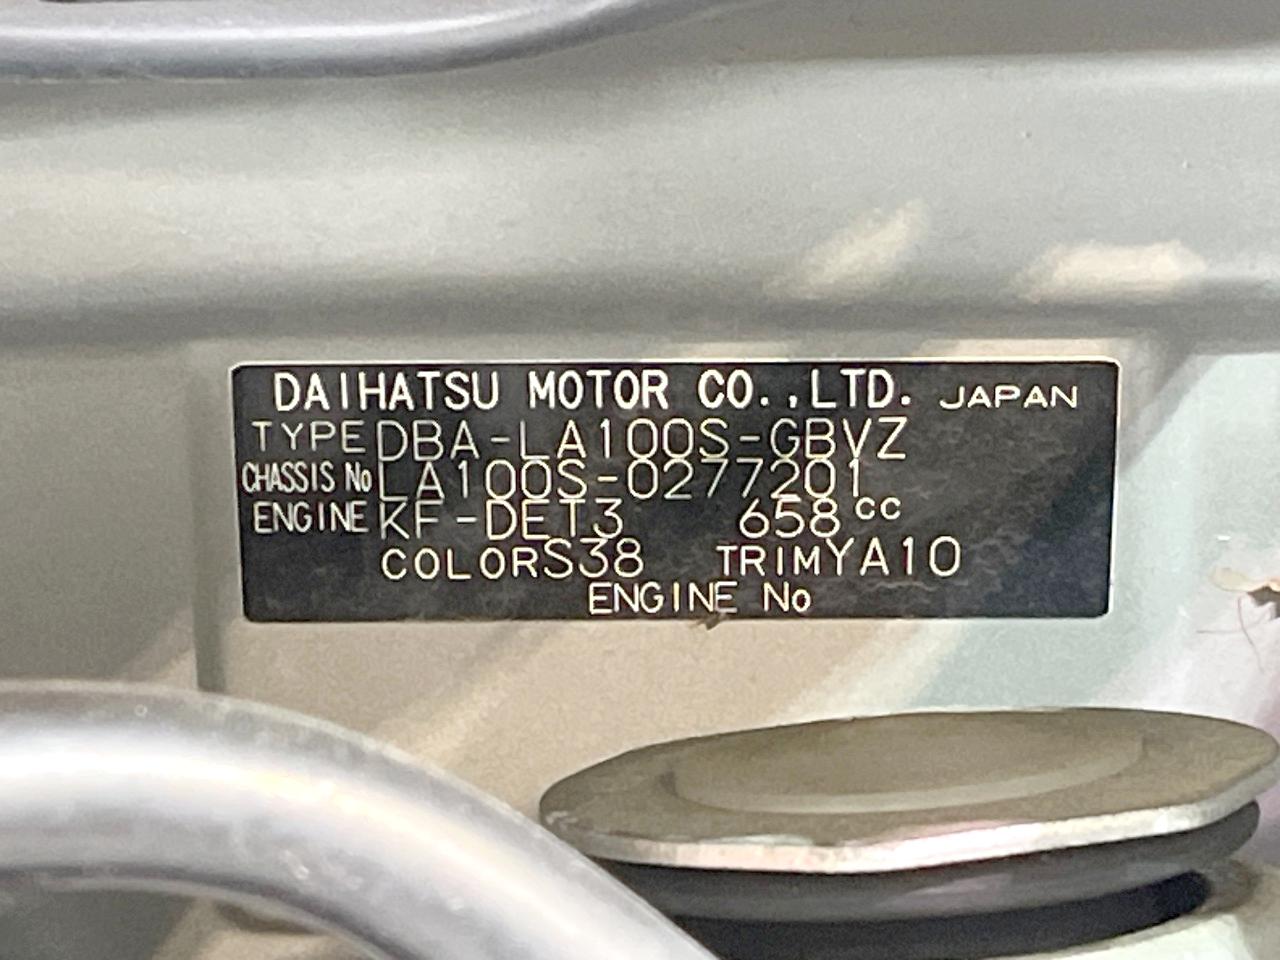 DAIHATSU MOTOR CO.,LTD. JAPAN
TYPE DBA-LA100S-GBVZ
CHASSIS No LA100S-0277201
ENGINE KF-DET3 658cc
COLOR S38 TRIM YA10
ENGINE No